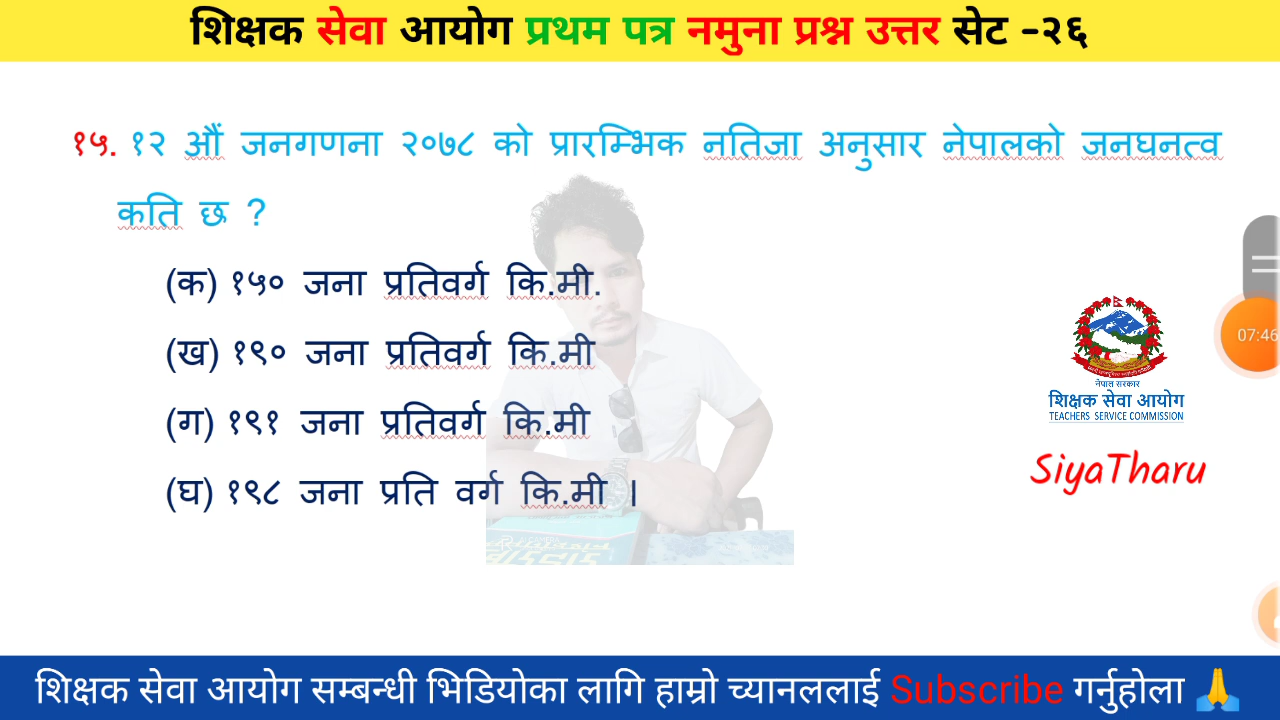 शिक्षक सेवा आयोग प्रथम पत्र नमुना प्रश्न उत्तर सेट -२६
१५. १२ औं जनगणना २०७८ को प्रारम्भिक नतिजा अनुसार नेपालको जनघनत्व
कति छ ?
(क) १५० जना प्रतिवर्ग कि.मी.
(ख) १९० जना प्रतिवर्ग कि.मी
(ग) १९१ जना प्रतिवर्ग कि.मी
(घ) १९८ जना प्रति वर्ग कि.मी ।
07:46
नेपाल सरकार
शिक्षक सेवा आयोग
TEACHERS SERVICE COMMISSION
SiyaTharu
शिक्षक सेवा आयोग सम्बन्धी भिडियोका लागि हाम्रो च्यानललाई Subscribe गर्नुहोला 🙏